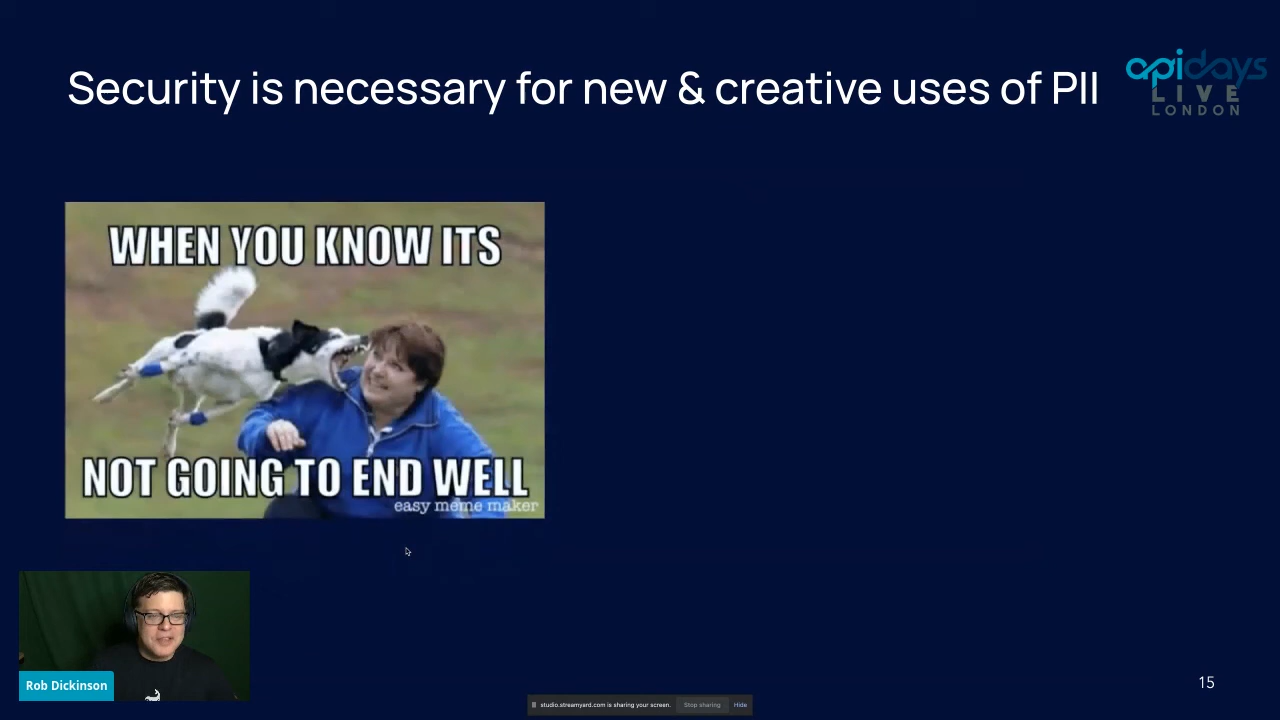 Security is necessary for new & creative uses of PII
apidays
LIVE
LONDON
WHEN YOU KNOW ITS
NOT GOING TO END WELL
easy meme maker
Rob Dickinson
15
studio.streamyard.com is sharing your screen.
Stop sharing
Hide